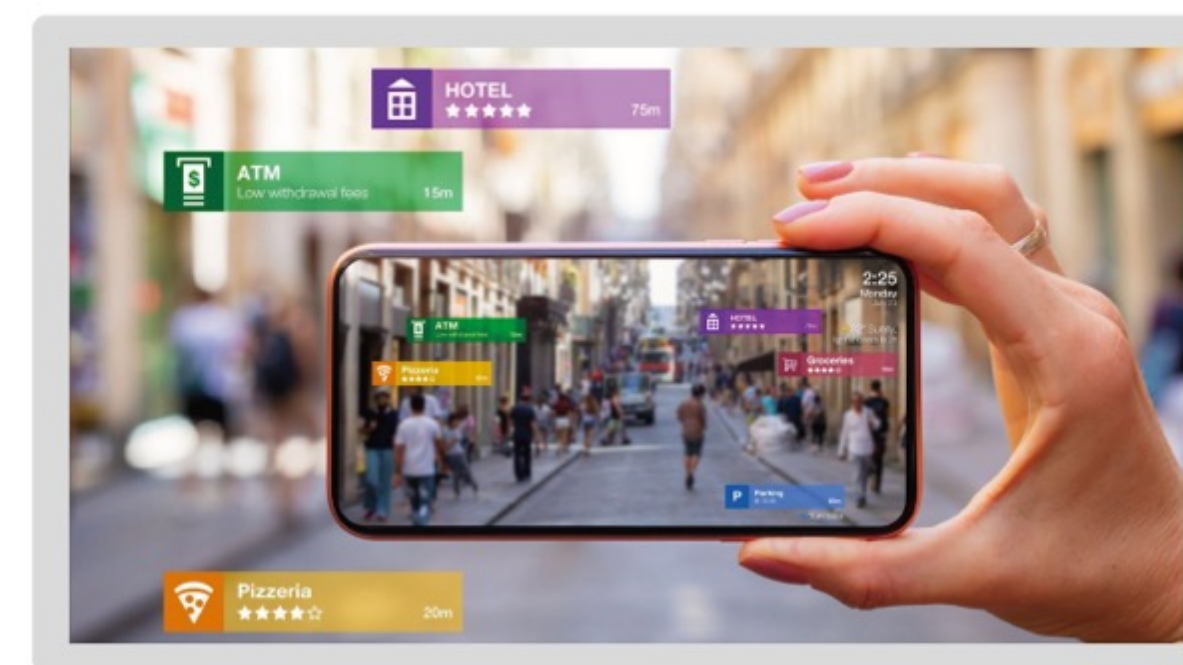 HOTEL
75m
ATM
Low withdrawal fees
15m
2:25
Monday
HOTEL
ATM
Groceries
Pizzeria
P
Parking
Pizzeria
20m